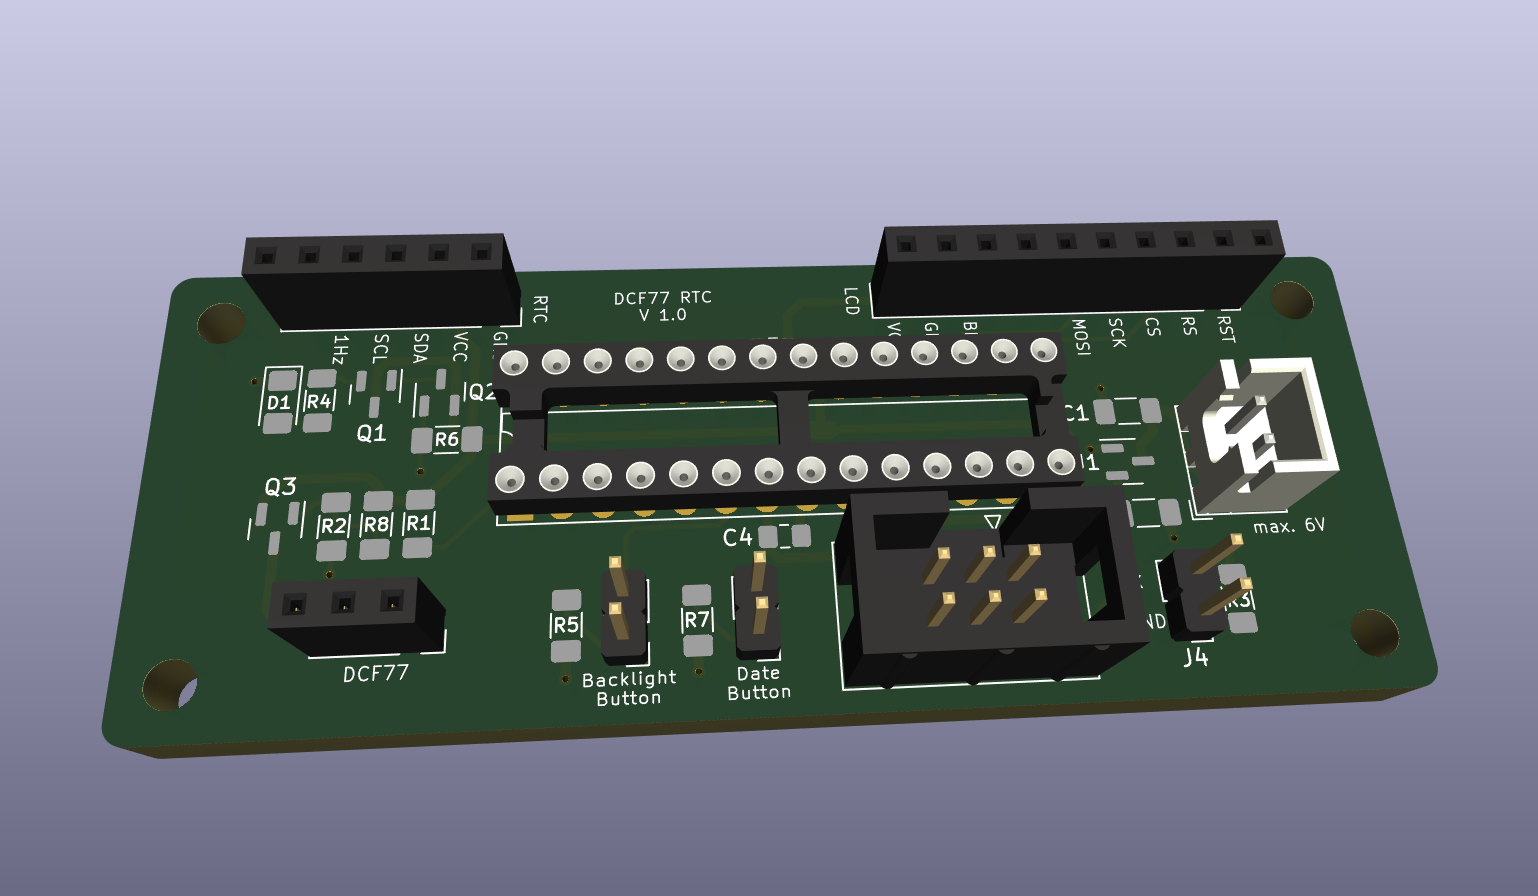 RTC
DCF77 RTC
V 1.0
LCD
1Hz
SCL
SDA
VCC
MOSI
SCK
CS
RS
RST
D1
R4
Q1
R6
C1
Q3
R2
R8
R1
C4
max. 6V
R5
R7
R3
J4
DCF77
Backlight
Button
Date
Button